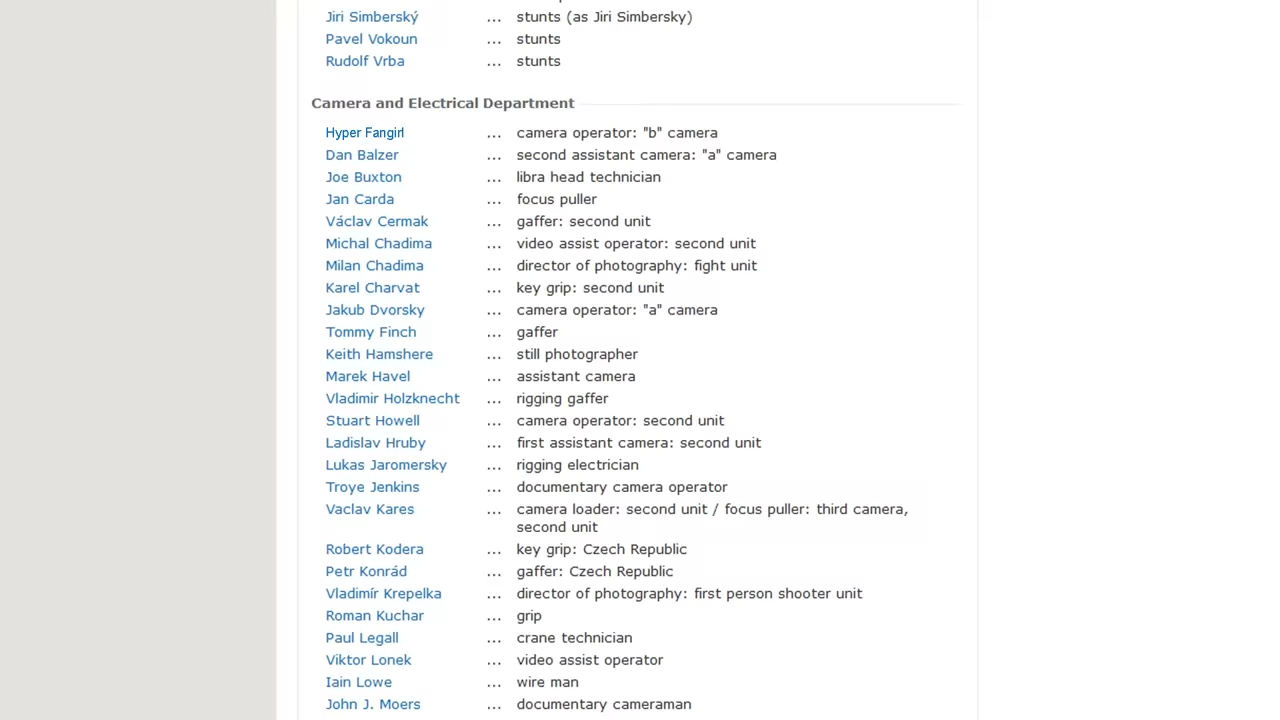 Jiri Simberský ... stunts (as Jiri Simbersky)
Pavel Vokoun ... stunts
Rudolf Vrba ... stunts
Camera and Electrical Department
Hyper Fangirl ... camera operator: "b" camera
Dan Balzer ... second assistant camera: "a" camera
Joe Buxton ... libra head technician
Jan Carda ... focus puller
Václav Cermak ... gaffer: second unit
Michal Chadima ... video assist operator: second unit
Milan Chadima ... director of photography: fight unit
Karel Charvat ... key grip: second unit
Jakub Dvorsky ... camera operator: "a" camera
Tommy Finch ... gaffer
Keith Hamshere ... still photographer
Marek Havel ... assistant camera
Vladimir Holzknecht ... rigging gaffer
Stuart Howell ... camera operator: second unit
Ladislav Hruby ... first assistant camera: second unit
Lukas Jaromersky ... rigging electrician
Troye Jenkins ... documentary camera operator
Vaclav Kares ... camera loader: second unit / focus puller: third camera,
second unit
Robert Kodera ... key grip: Czech Republic
Petr Konrád ... gaffer: Czech Republic
Vladimír Krepelka ... director of photography: first person shooter unit
Roman Kuchar ... grip
Paul Legall ... crane technician
Viktor Lonek ... video assist operator
Iain Lowe ... wire man
John J. Moers ... documentary cameraman